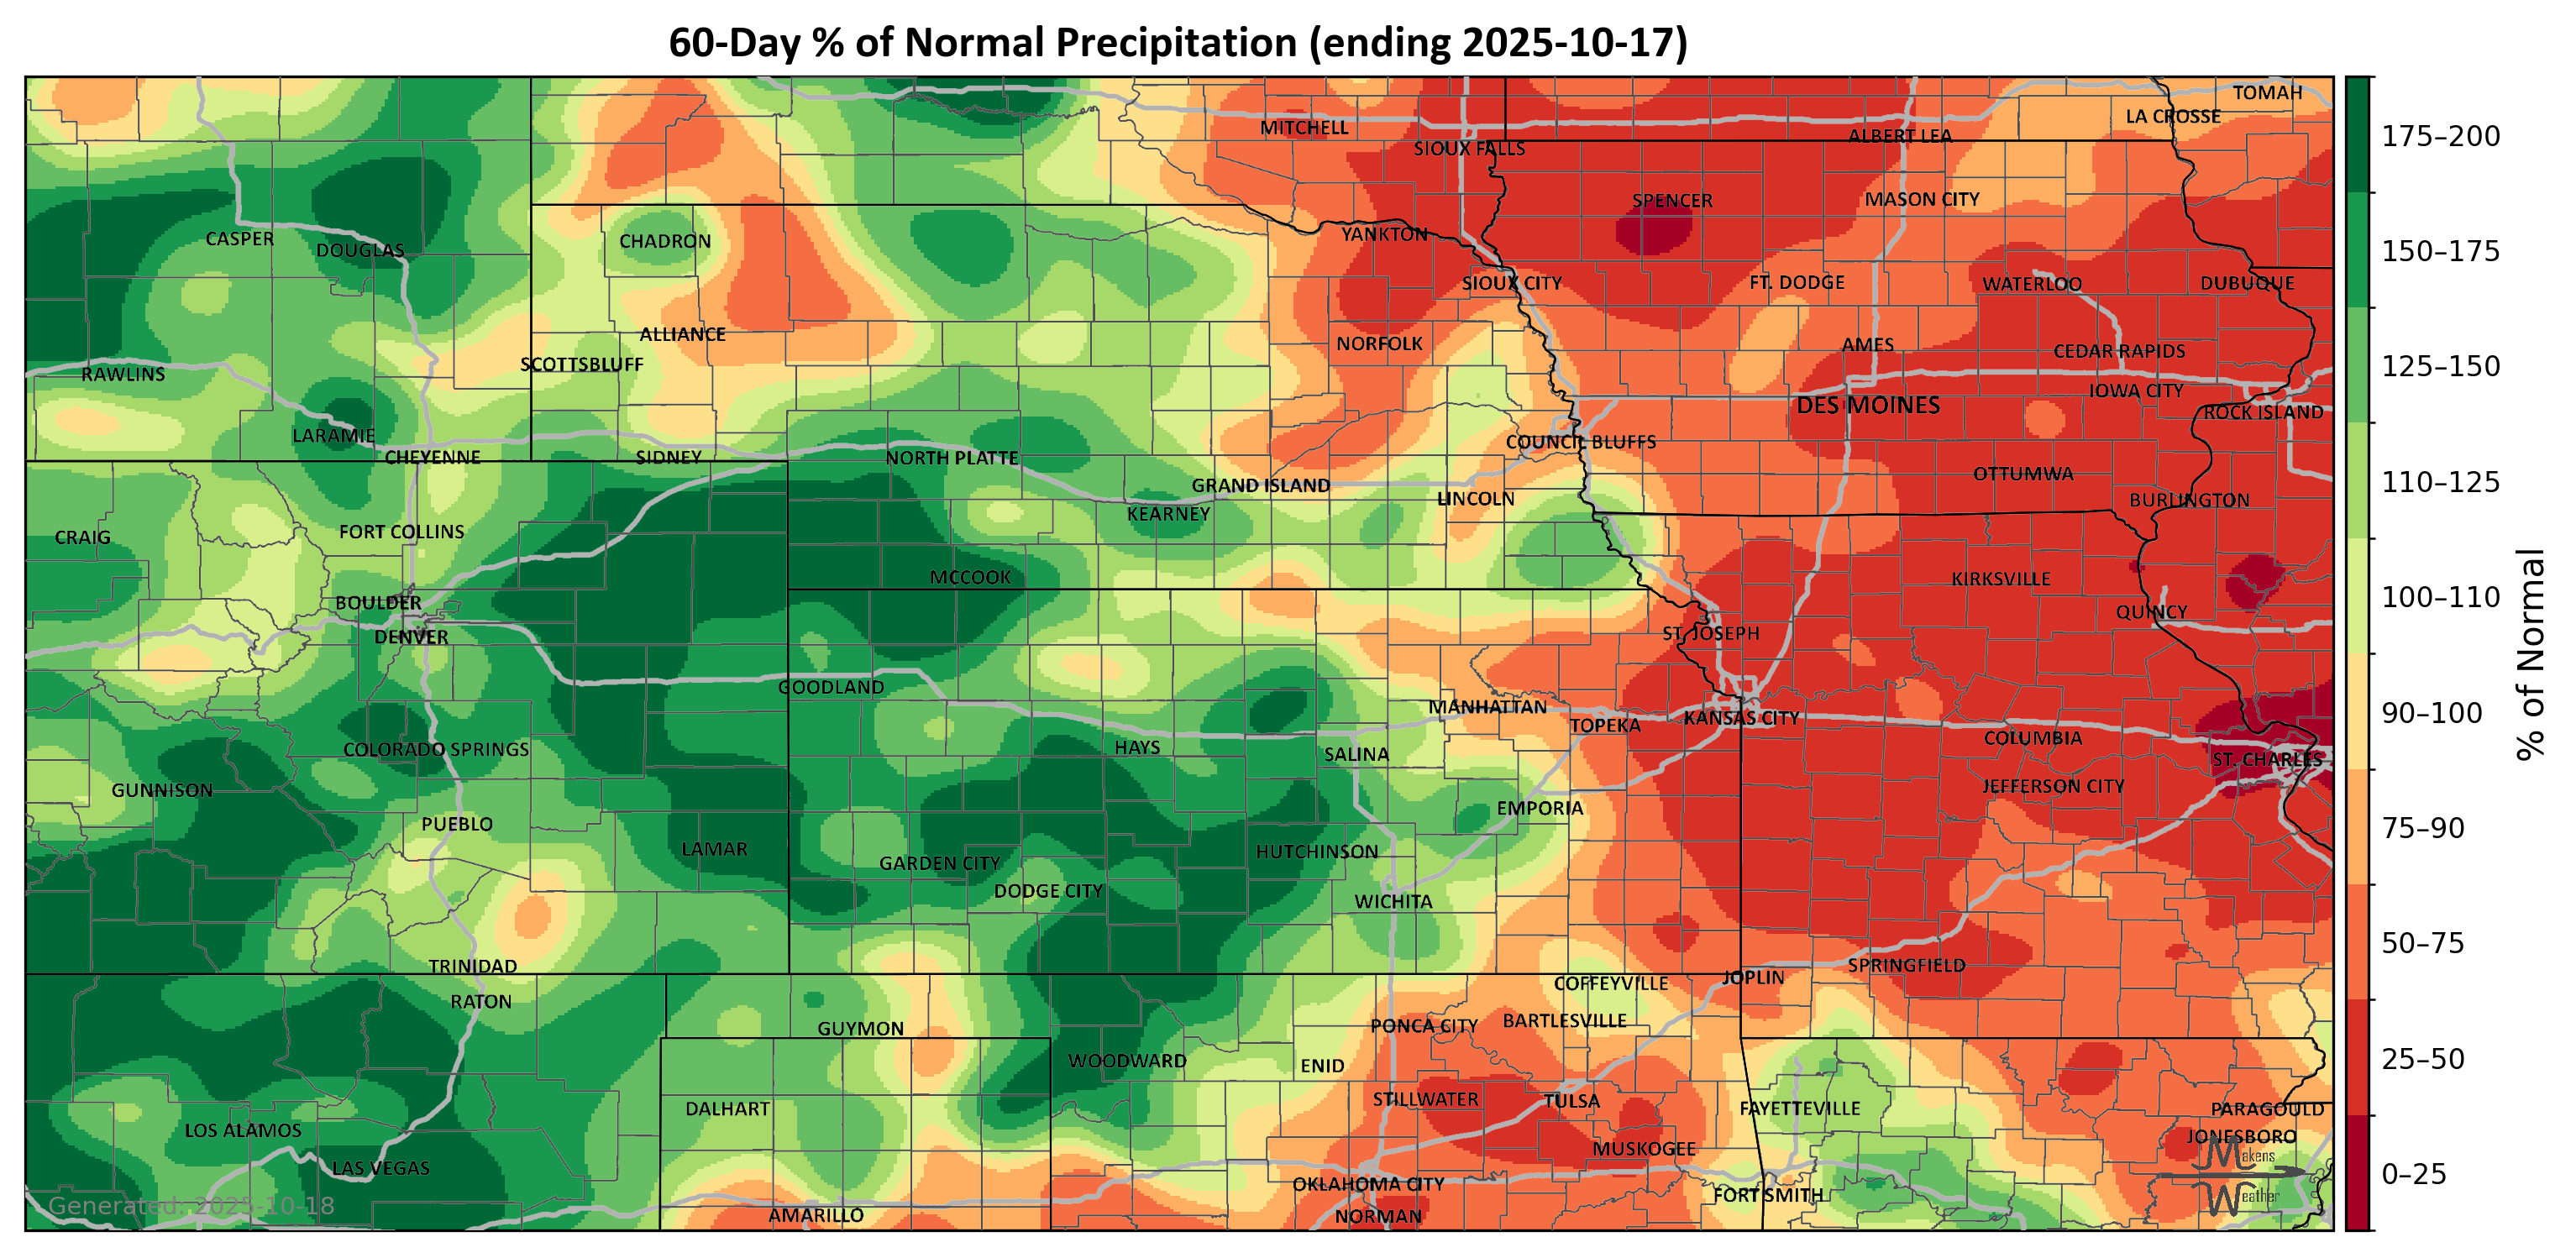 60-Day % of Normal Precipitation (ending 2025-10-17)
TOMAH
LA CROSSE
MITCHELL
ALBERT LEA
SIOUX FALLS
SPENCER
MASON CITY
YANKTON
CASPER
CHADRON
DOUGLAS
SIOUX CITY
FT. DODGE
WATERLOO
DUBUQUE
ALLIANCE
NORFOLK
AMES
CEDAR RAPIDS
SCOTTSBLUFF
RAWLINS
IOWA CITY
DES MOINES
ROCK ISLAND
LARAMIE
COUNCIL BLUFFS
CHEYENNE
SIDNEY
NORTH PLATTE
OTTUMWA
GRAND ISLAND
LINCOLN
BURLINGTON
KEARNEY
FORT COLLINS
CRAIG
MCCOOK
KIRKSVILLE
BOULDER
QUINCY
DENVER
ST. JOSEPH
GOODLAND
MANHATTAN
KANSAS CITY
TOPEKA
COLUMBIA
COLORADO SPRINGS
HAYS
SALINA
ST. CHARLES
GUNNISON
JEFFERSON CITY
EMPORIA
PUEBLO
LAMAR
HUTCHINSON
GARDEN CITY
DODGE CITY
WICHITA
TRINIDAD
SPRINGFIELD
JOPLIN
COFFEYVILLE
RATON
BARTLESVILLE
PONCA CITY
GUYMON
WOODWARD
ENID
STILLWATER
TULSA
DALHART
FAYETTEVILLE
PARAGOULD
LOS ALAMOS
JONESBORO
MUSKOGEE
Makens
LAS VEGAS
OKLAHOMA CITY
FORT SMITH
Weather
Generated: 2025-10-18
AMARILLO
NORMAN
175–200
150–175
125–150
110–125
100–110
90–100
75–90
50–75
25–50
0–25
% of Normal